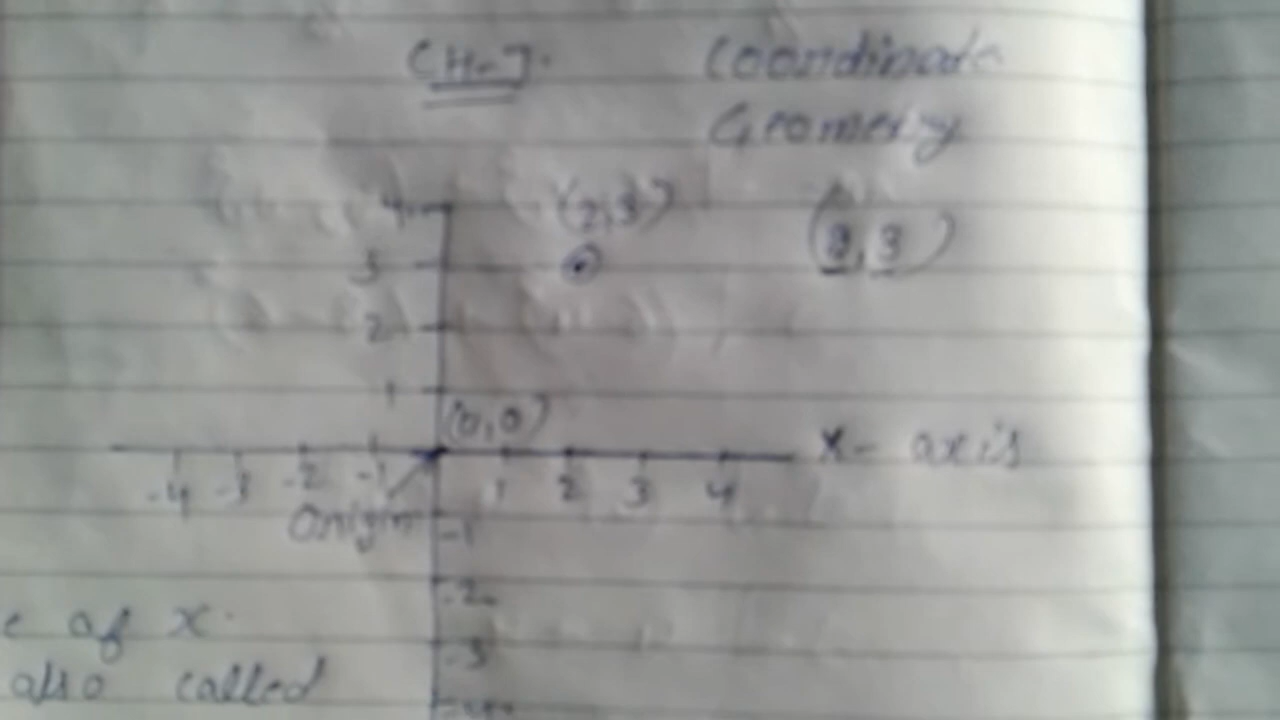 CH-7. Coordinate
Geometry
4 (2,3) (2,3)
3
2
1
(0,0)
x-axis
-4 -3 -2 -1 1 2 3 4
Origin -1
-2
e of x.
-3
also called